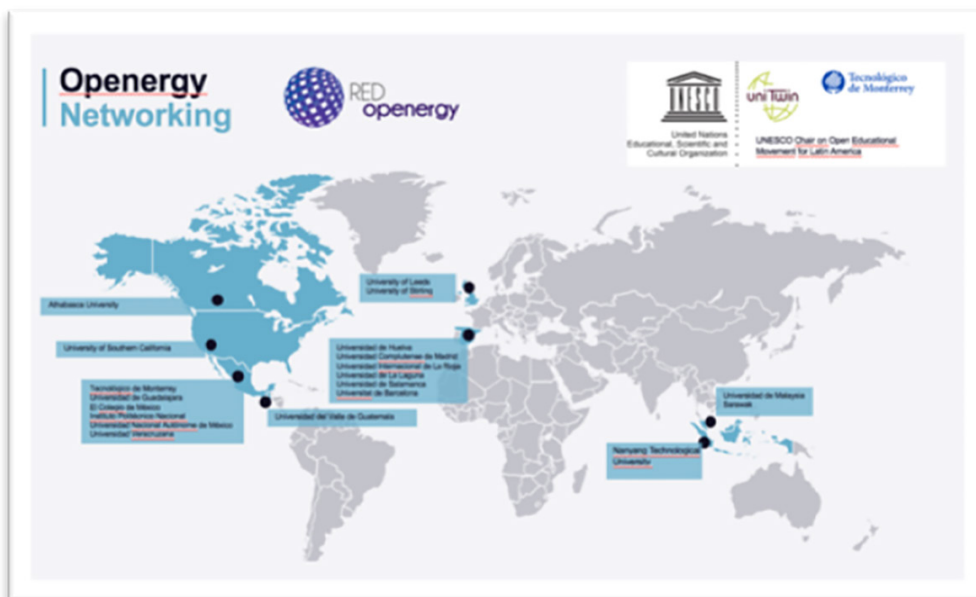 Openergy
Networking
RED
openergy
UNESCO
United Nations
Educational, Scientific and
Cultural Organization
uniTwin
Tecnológico
de Monterrey
UNESCO Chair on Open Educational
Movement for Latin America
Athabasca University
University of Southern California
Tecnológico de Monterrey
Universidad de Guadalajara
El Colegio de México
Instituto Politécnico Nacional
Universidad Nacional Autónoma de México
Universidad Veracruzana
Universidad del Valle de Guatemala
University of Leeds
University of Stirling
Universidad de Huelva
Universidad Complutense de Madrid
Universidad Internacional de La Rioja
Universidad de La Laguna
Universidad de Salamanca
Universitat de Barcelona
Universidad de Malaysia
Sarawak
Nanyang Technological
University